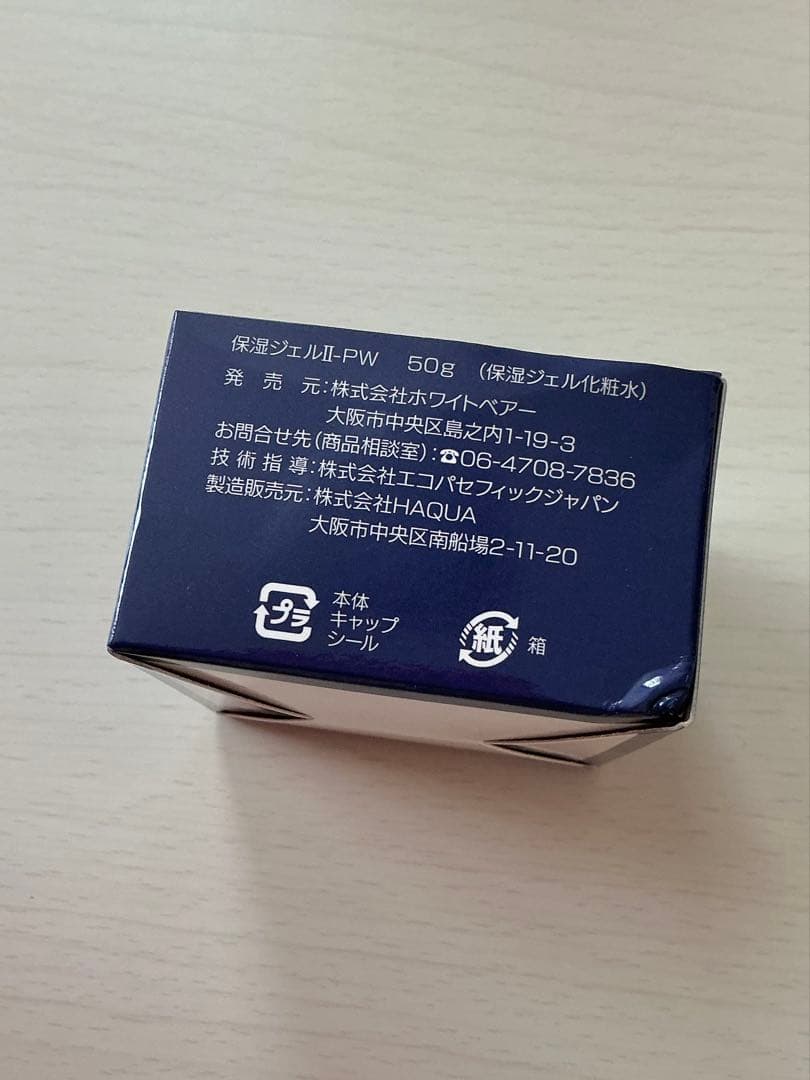 保湿ジェルⅡ-PW 50g (保湿ジェル化粧水)
発売元:株式会社ホワイトベアー
大阪市中央区島之内1-19-3
お問合せ先(商品相談室):☎06-4708-7836
技術指導:株式会社エコパセフィックジャパン
製造販売元:株式会社HAQUA
大阪市中央区南船場2-11-20
プラ
本体
キャップ
シール
紙
箱